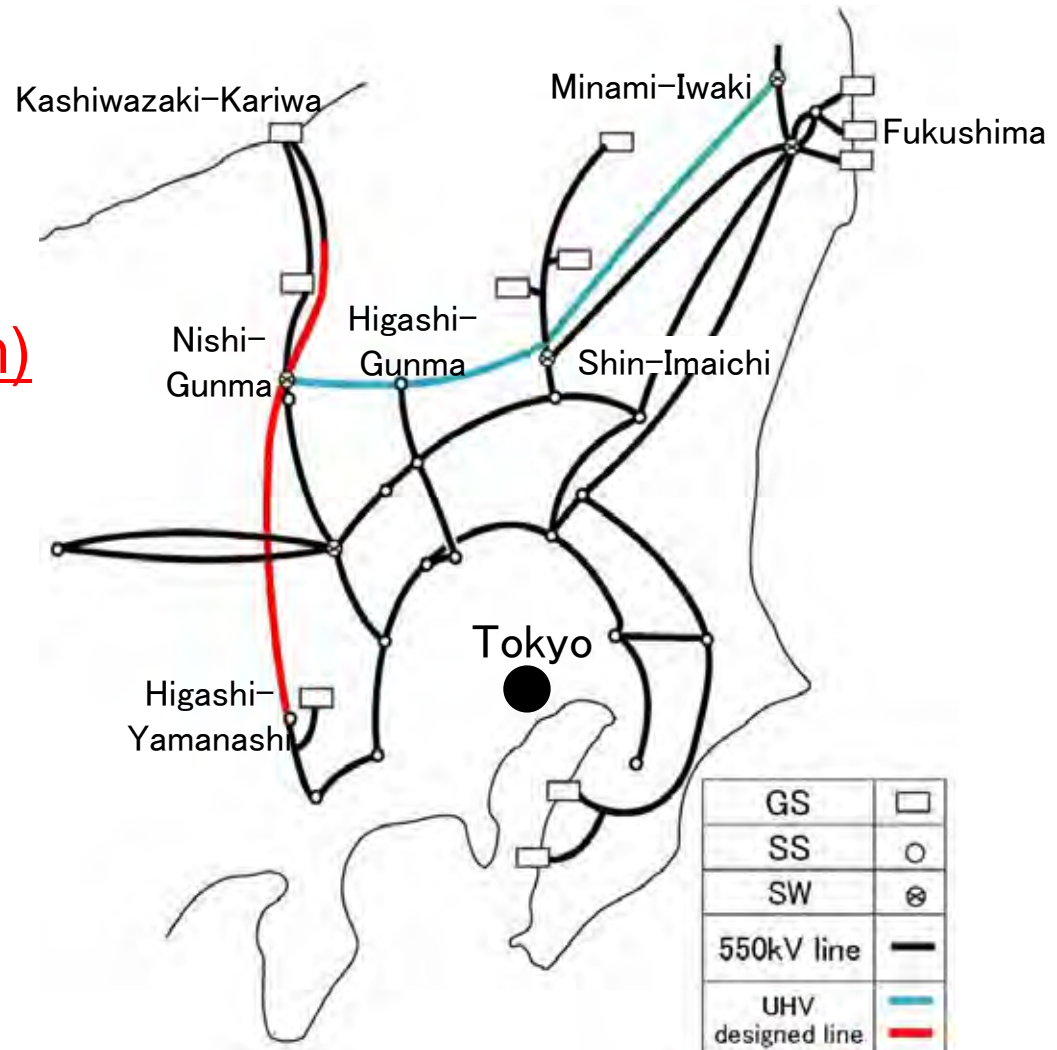 Kashiwazaki-Kariwa
Minami-Iwaki
Fukushima
Nishi-
Gunma
Higashi-
Gunma
Shin-Imaichi
)
Tokyo
Higashi-
Yamanashi
GS
SS
SW
550kV line
UHV
designed line